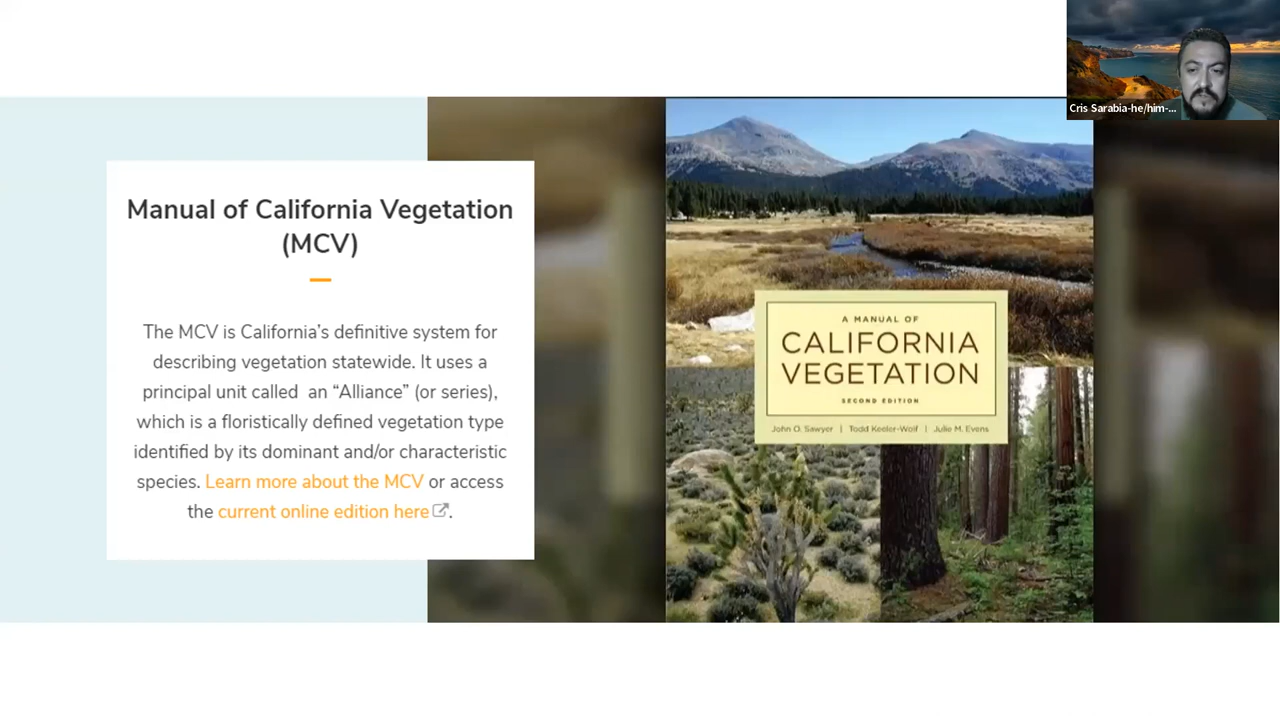 Cris Sarabia-he/him-...
Manual of California Vegetation
(MCV)
The MCV is California’s definitive system for
describing vegetation statewide. It uses a
principal unit called  an “Alliance” (or series),
which is a floristically defined vegetation type
identified by its dominant and/or characteristic
species. Learn more about the MCV or access
the current online edition here.
A MANUAL OF
CALIFORNIA
VEGETATION
SECOND EDITION
John O. Sawyer | Todd Keeler-Wolf | Julie M. Evens